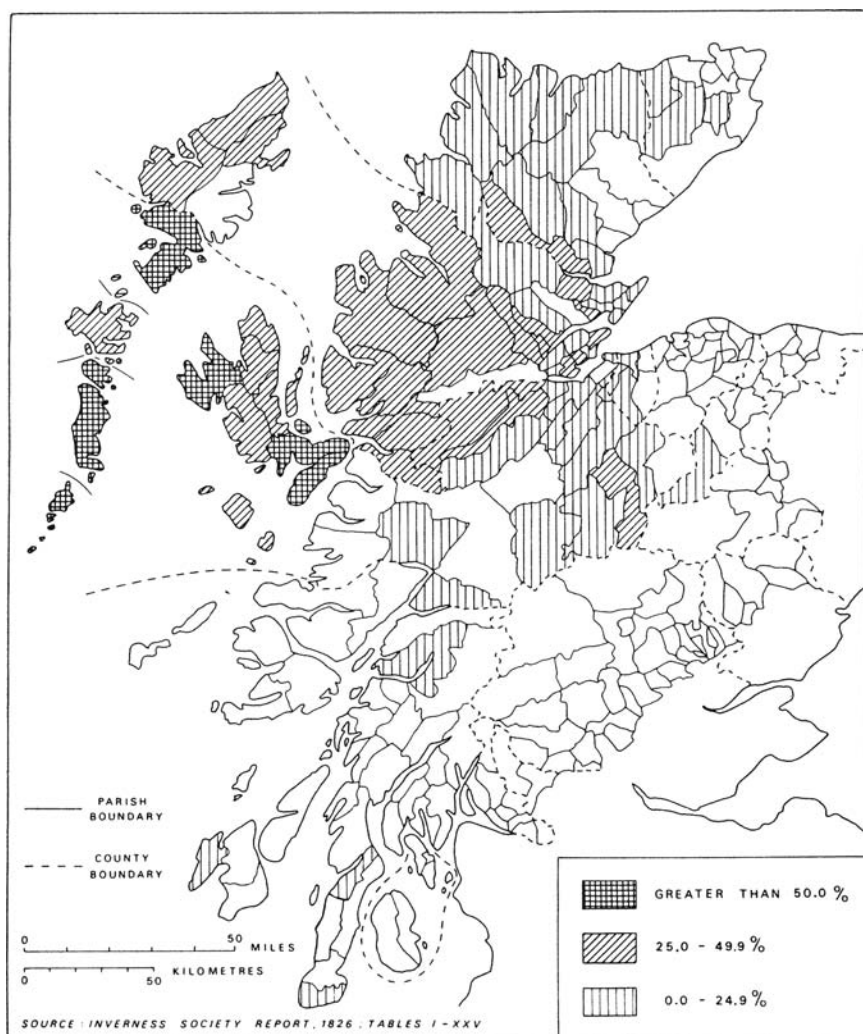 PARISH
BOUNDARY
COUNTY
BOUNDARY
0 50 MILES
0 50 KILOMETRES
SOURCE : INVERNESS SOCIETY REPORT, 1826 ; TABLES I - XXV
GREATER THAN 50.0 %
25.0 - 49.9 %
0.0 - 24.9 %